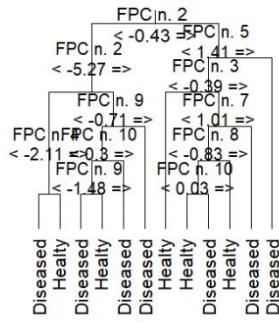 FPC n. 2
< -0.43 =>
FPC n. 5
< 1.41 =>
FPC n. 2
< -5.27 =>
FPC n. 3
< -0.39 =>
FPC n. 9
< -0.71 =>
FPC n. 7
< 1.01 =>
FPC n. 4
< -2.11 =>
FPC n. 10
< 0.3 =>
FPC n. 8
< -0.83 =>
FPC n. 9
< -1.48 =>
FPC n. 10
< 0.03 =>
Diseased
Healty
Diseased
Healty
Diseased
Diseased
Healty
Healty
Diseased
Healty
Diseased
Diseased